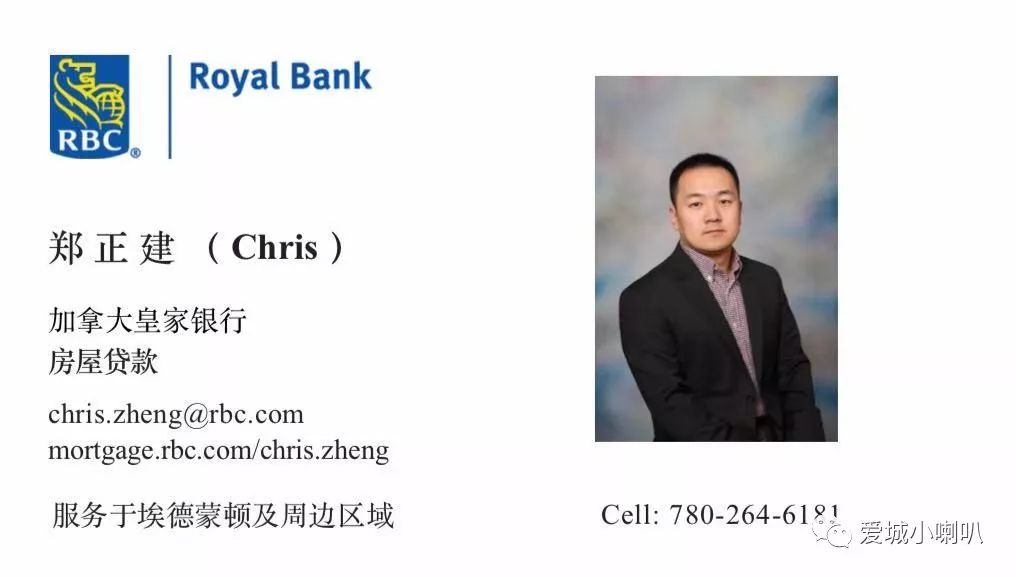 RBC®
Royal Bank
郑正建 （Chris）
加拿大皇家银行
房屋贷款
chris.zheng@rbc.com
mortgage.rbc.com/chris.zheng
服务于埃德蒙顿及周边区域
Cell: 780-264-6181
爱城小喇叭